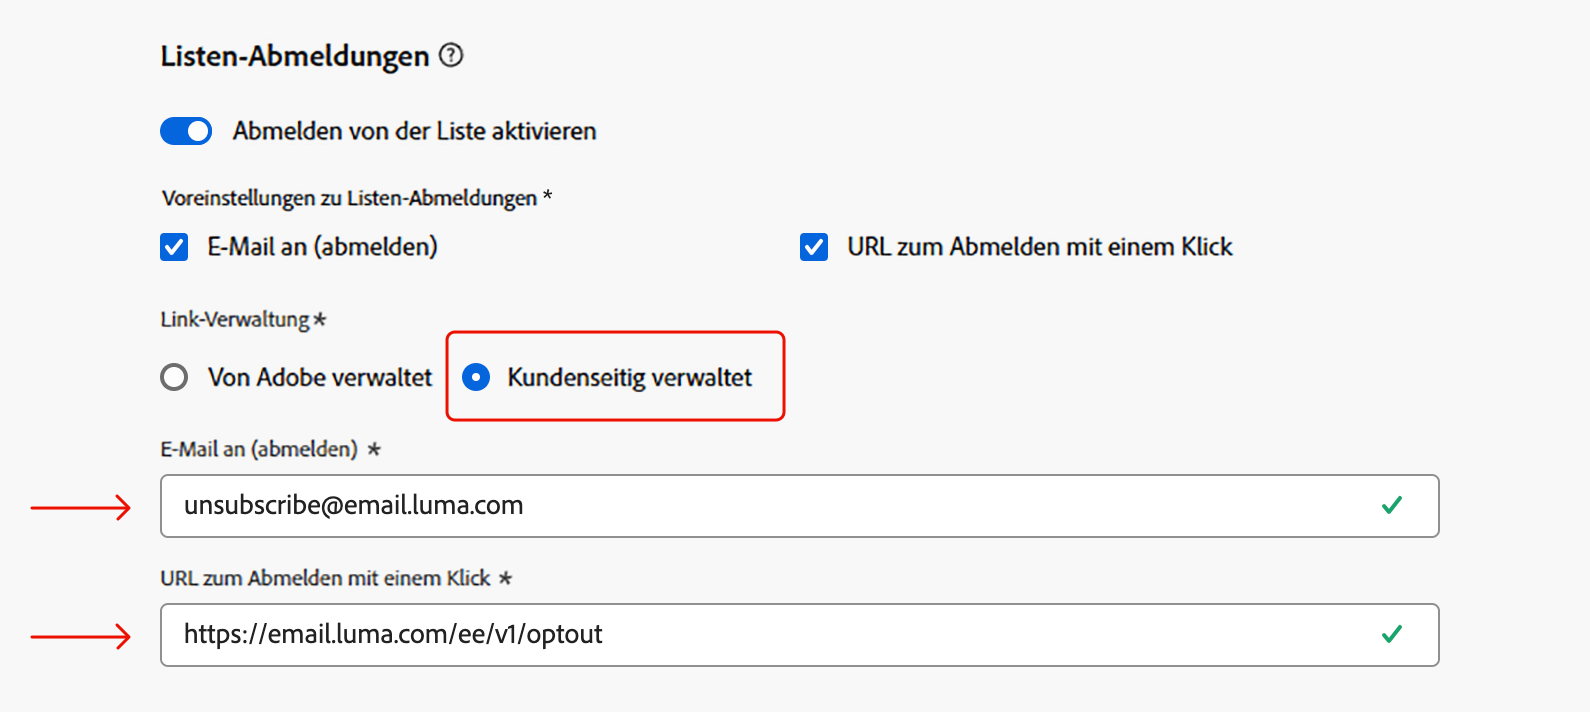 Listen-Abmeldungen ?
Abmelden von der Liste aktivieren
Voreinstellungen zu Listen-Abmeldungen *
E-Mail an (abmelden) URL zum Abmelden mit einem Klick
Link-Verwaltung *
Von Adobe verwaltet Kundenseitig verwaltet
E-Mail an (abmelden) *
unsubscribe@email.luma.com
URL zum Abmelden mit einem Klick *
https://email.luma.com/ee/v1/optout